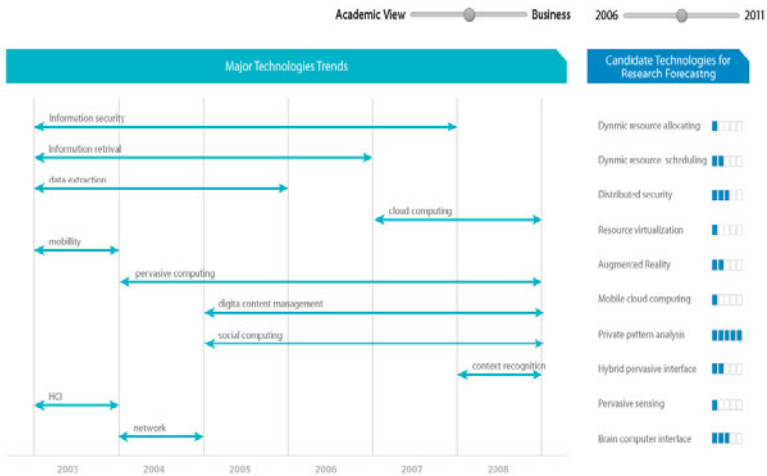 Academic View
Business
2006
2011
Major Technologies Trends
Candidate Technologies for
Research Forecastng
Information security
Information retrival
data extraction
cloud computing
mobillity
pervasive computing
digita content management
social computing
context recognition
HCI
network
2003 2004 2005 2006 2007 2008
Dynmic resource allocating
Dynmic resource scheduling
Distributed security
Resource virtualization
Augmented Reality
Mobile cloud computing
Private pattern analysis
Hybrid pervasive interface
Pervasive sensing
Brain computer interface